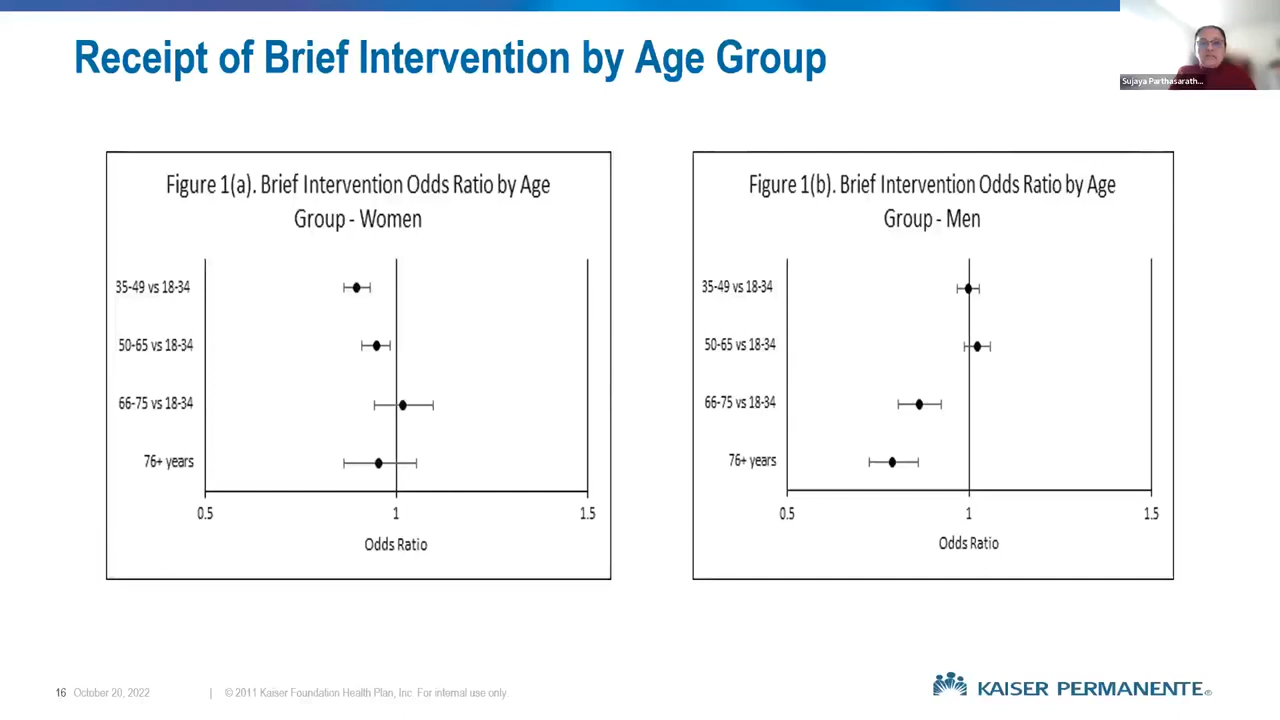 Receipt of Brief Intervention by Age Group
Sujaya Parthasarath...
Figure 1(a). Brief Intervention Odds Ratio by Age
Group - Women
35-49 vs 18-34
50-65 vs 18-34
66-75 vs 18-34
76+ years
0.5 1 1.5
Odds Ratio
Figure 1(b). Brief Intervention Odds Ratio by Age
Group - Men
35-49 vs 18-34
50-65 vs 18-34
66-75 vs 18-34
76+ years
0.5 1 1.5
Odds Ratio
16 October 20, 2022 | © 2011 Kaiser Foundation Health Plan, Inc. For internal use only.
KAISER PERMANENTE®